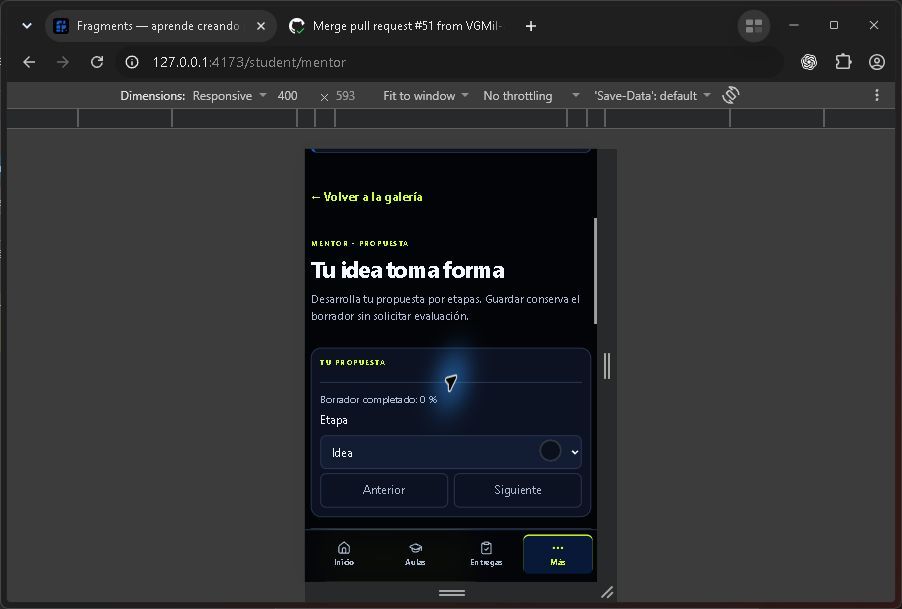 Fragments — aprende creando
Merge pull request #51 from VGMil-
127.0.0.1:4173/student/mentor
Dimensions: Responsive 400 × 593 Fit to window No throttling 'Save-Data': default
← Volver a la galería
MENTOR · PROPUESTA
Tu idea toma forma
Desarrolla tu propuesta por etapas. Guardar conserva el
borrador sin solicitar evaluación.
TU PROPUESTA
Borrador completado: 0 %
Etapa
Idea
Anterior Siguiente
Inicio Aulas Entregas Más